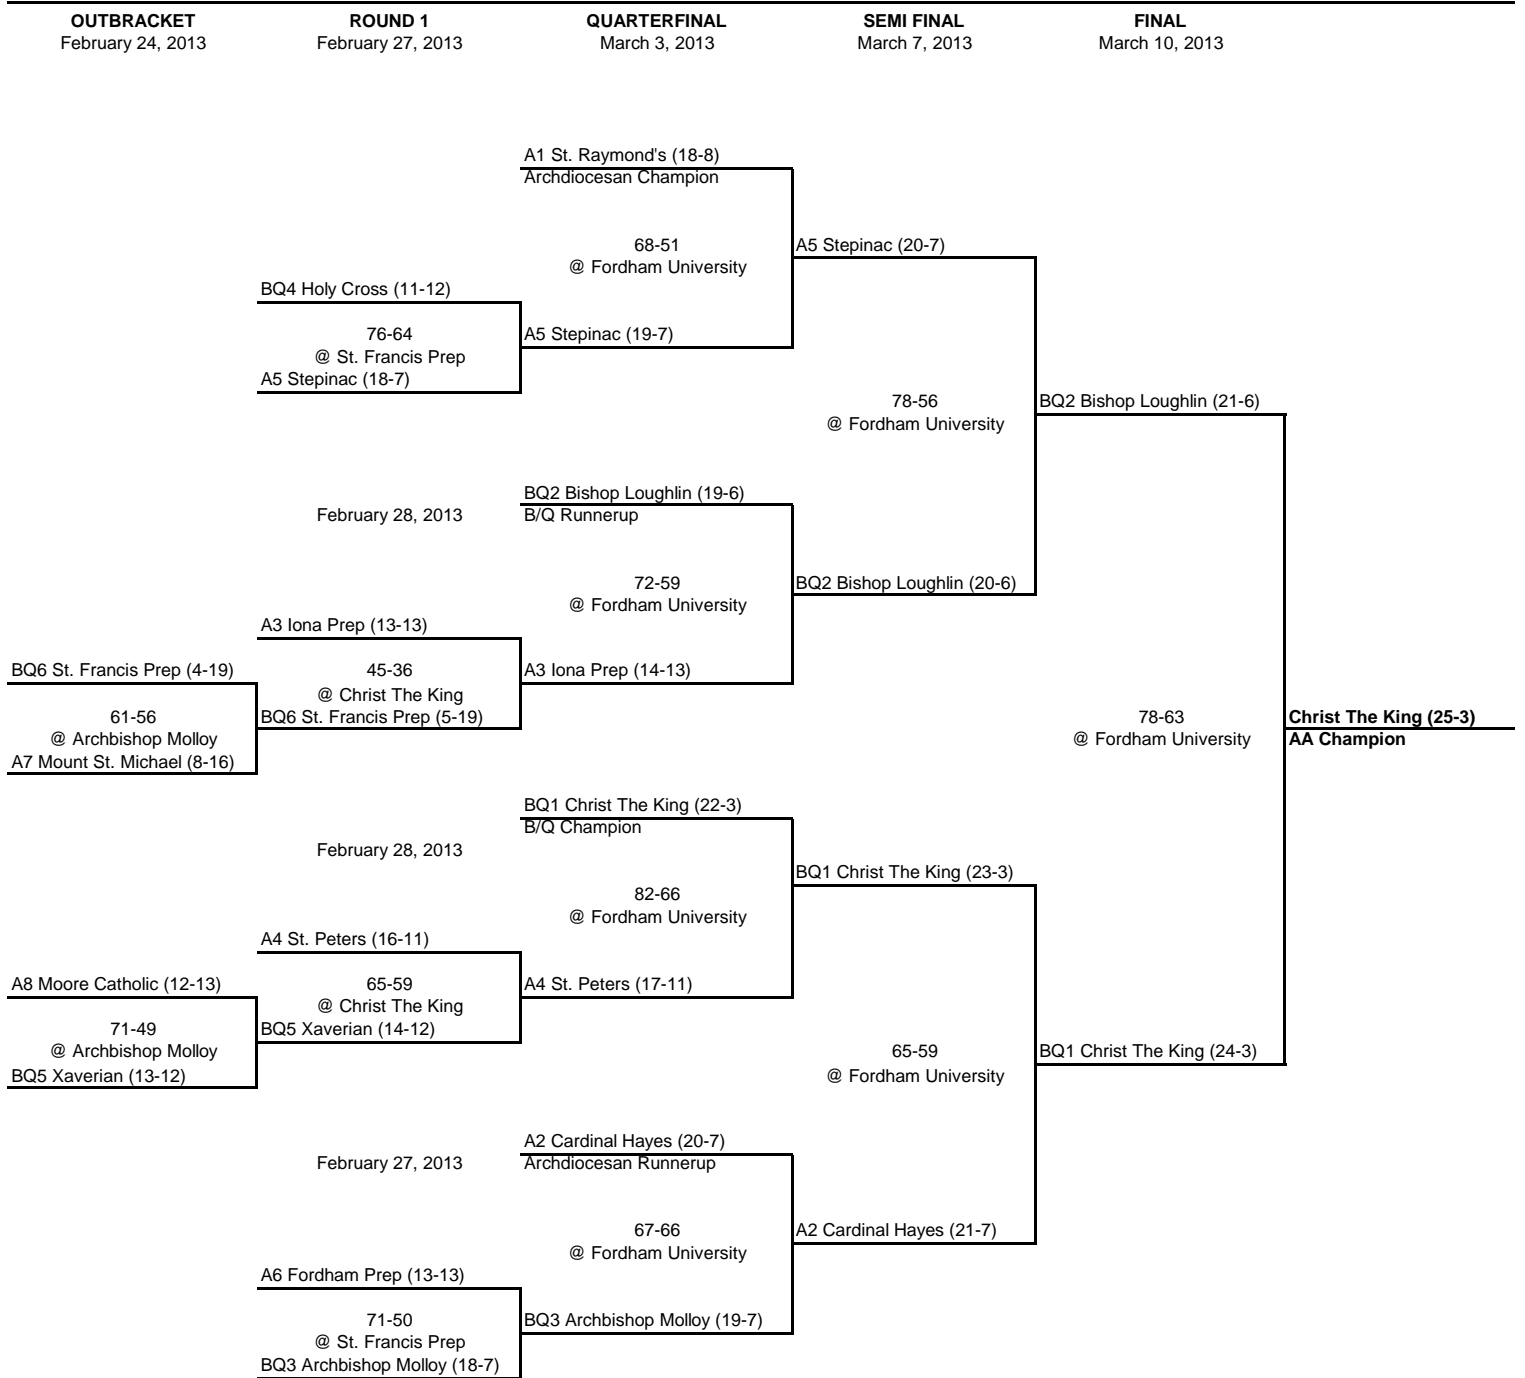 OUTBRACKET
February 24, 2013
ROUND 1
February 27, 2013
QUARTERFINAL
March 3, 2013
SEMI FINAL
March 7, 2013
FINAL
March 10, 2013
A1 St. Raymond's (18-8)
Archdiocesan Champion
68-51
@ Fordham University
A5 Stepinac (20-7)
BQ4 Holy Cross (11-12)
76-64
@ St. Francis Prep
A5 Stepinac (19-7)
A5 Stepinac (18-7)
78-56
@ Fordham University
BQ2 Bishop Loughlin (21-6)
BQ2 Bishop Loughlin (19-6)
February 28, 2013
B/Q Runnerup
72-59
@ Fordham University
BQ2 Bishop Loughlin (20-6)
A3 Iona Prep (13-13)
BQ6 St. Francis Prep (4-19)
45-36
@ Christ The King
A3 Iona Prep (14-13)
61-56
@ Archbishop Molloy
BQ6 St. Francis Prep (5-19)
78-63
@ Fordham University
Christ The King (25-3)
AA Champion
A7 Mount St. Michael (8-16)
BQ1 Christ The King (22-3)
B/Q Champion
February 28, 2013
BQ1 Christ The King (23-3)
82-66
@ Fordham University
A4 St. Peters (16-11)
A8 Moore Catholic (12-13)
65-59
@ Christ The King
A4 St. Peters (17-11)
71-49
@ Archbishop Molloy
BQ5 Xaverian (14-12)
65-59
@ Fordham University
BQ1 Christ The King (24-3)
BQ5 Xaverian (13-12)
A2 Cardinal Hayes (20-7)
February 27, 2013
Archdiocesan Runnerup
67-66
@ Fordham University
A2 Cardinal Hayes (21-7)
A6 Fordham Prep (13-13)
71-50
@ St. Francis Prep
BQ3 Archbishop Molloy (19-7)
BQ3 Archbishop Molloy (18-7)